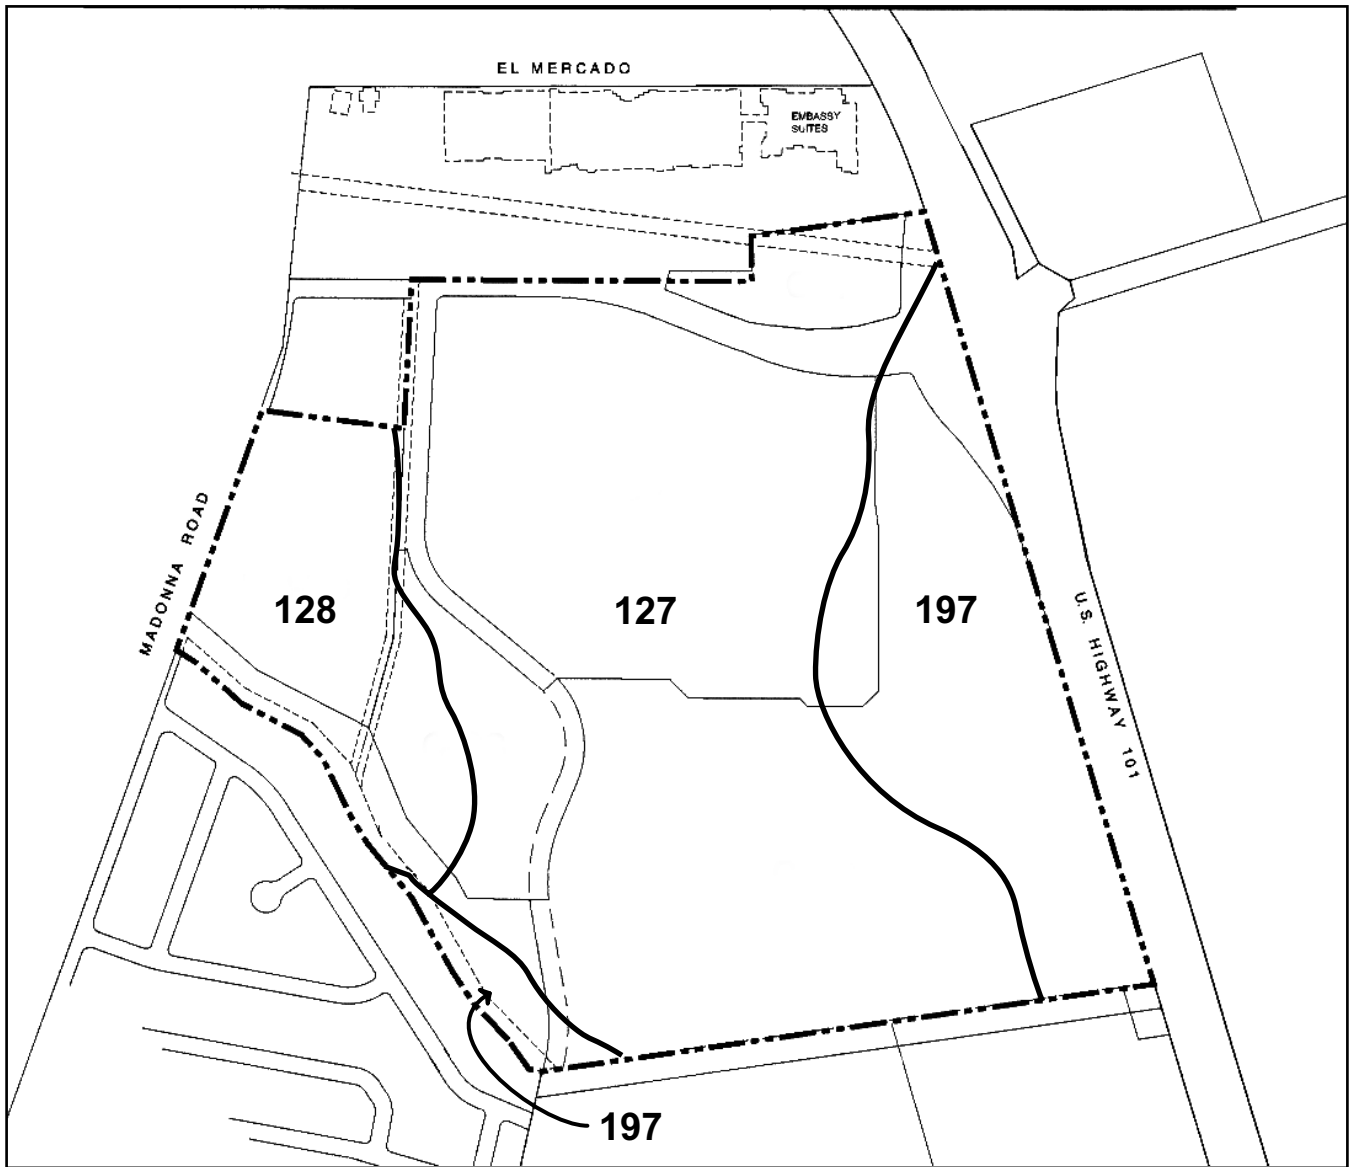 EL MERCADO
EMBASSY
SUITES
MADONNA ROAD
128
127
197
U.S. HIGHWAY 101
197